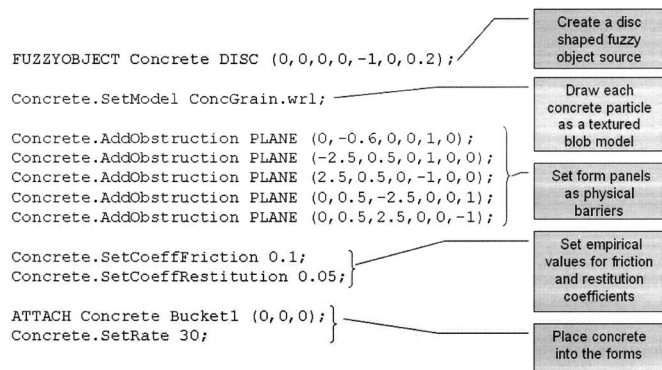 FUZZYOBJECT Concrete DISC (0,0,0,0,-1,0,0.2);
Create a disc
shaped fuzzy
object source
Concrete.SetModel ConcGrain.wrl;
Draw each
concrete particle
as a textured
blob model
Concrete.AddObstruction PLANE (0,-0.6,0,0,1,0);
Concrete.AddObstruction PLANE (-2.5,0.5,0,1,0,0);
Concrete.AddObstruction PLANE (2.5,0.5,0,-1,0,0);
Concrete.AddObstruction PLANE (0,0.5,-2.5,0,0,1);
Concrete.AddObstruction PLANE (0,0.5,2.5,0,0,-1);
Set form panels
as physical
barriers
Concrete.SetCoeffFriction 0.1;
Concrete.SetCoeffRestitution 0.05;
Set empirical
values for friction
and restitution
coefficients
ATTACH Concrete Bucket1 (0,0,0);
Concrete.SetRate 30;
Place concrete
into the forms